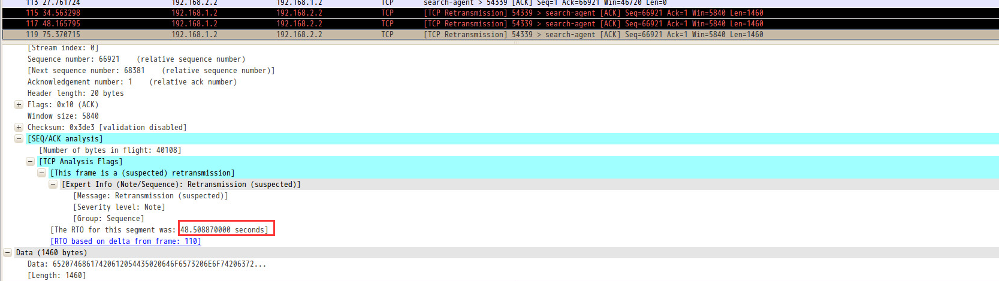 113 27.761724 192.168.2.2 192.168.1.2 TCP search-agent > 54339 [ACK] Seq=1 Ack=66921 Win=46720 Len=0
115 34.563298 192.168.1.2 192.168.2.2 TCP [TCP Retransmission] 54339 > search-agent [ACK] Seq=66921 Ack=1 Win=5840 Len=1460
117 48.165795 192.168.1.2 192.168.2.2 TCP [TCP Retransmission] 54339 > search-agent [ACK] Seq=66921 Ack=1 Win=5840 Len=1460
119 75.370715 192.168.1.2 192.168.2.2 TCP [TCP Retransmission] 54339 > search-agent [ACK] Seq=66921 Ack=1 Win=5840 Len=1460
[Stream index: 0]
Sequence number: 66921 (relative sequence number)
[Next sequence number: 68381 (relative sequence number)]
Acknowledgement number: 1 (relative ack number)
Header length: 20 bytes
Flags: 0x10 (ACK)
Window size: 5840
Checksum: 0x3de3 [validation disabled]
[SEQ/ACK analysis]
[Number of bytes in flight: 40108]
[TCP Analysis Flags]
[This frame is a (suspected) retransmission]
[Expert Info (Note/Sequence): Retransmission (suspected)]
[Message: Retransmission (suspected)]
[Severity level: Note]
[Group: Sequence]
[The RTO for this segment was: 48.508870000 seconds]
[RTO based on delta from frame: 110]
Data (1460 bytes)
Data: 65207468617420612054435020646F6573206E6F74206372...
[Length: 1460]